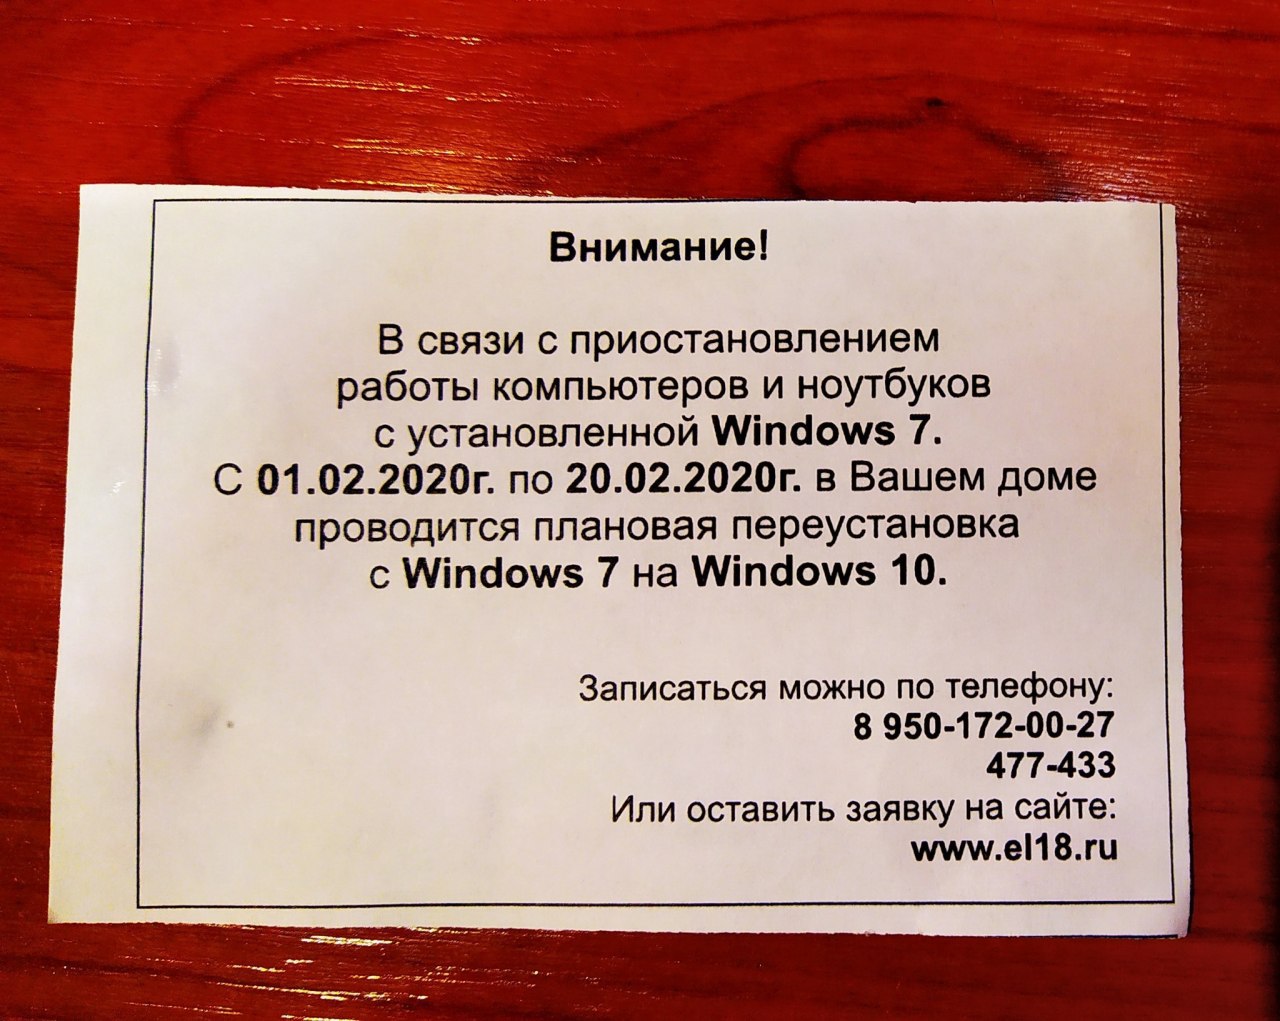 Внимание!
В связи с приостановлением
работы компьютеров и ноутбуков
с установленной Windows 7.
С 01.02.2020г. по 20.02.2020г. в Вашем доме
проводится плановая переустановка
с Windows 7 на Windows 10.
Записаться можно по телефону:
8 950-172-00-27
477-433
Или оставить заявку на сайте:
www.el18.ru